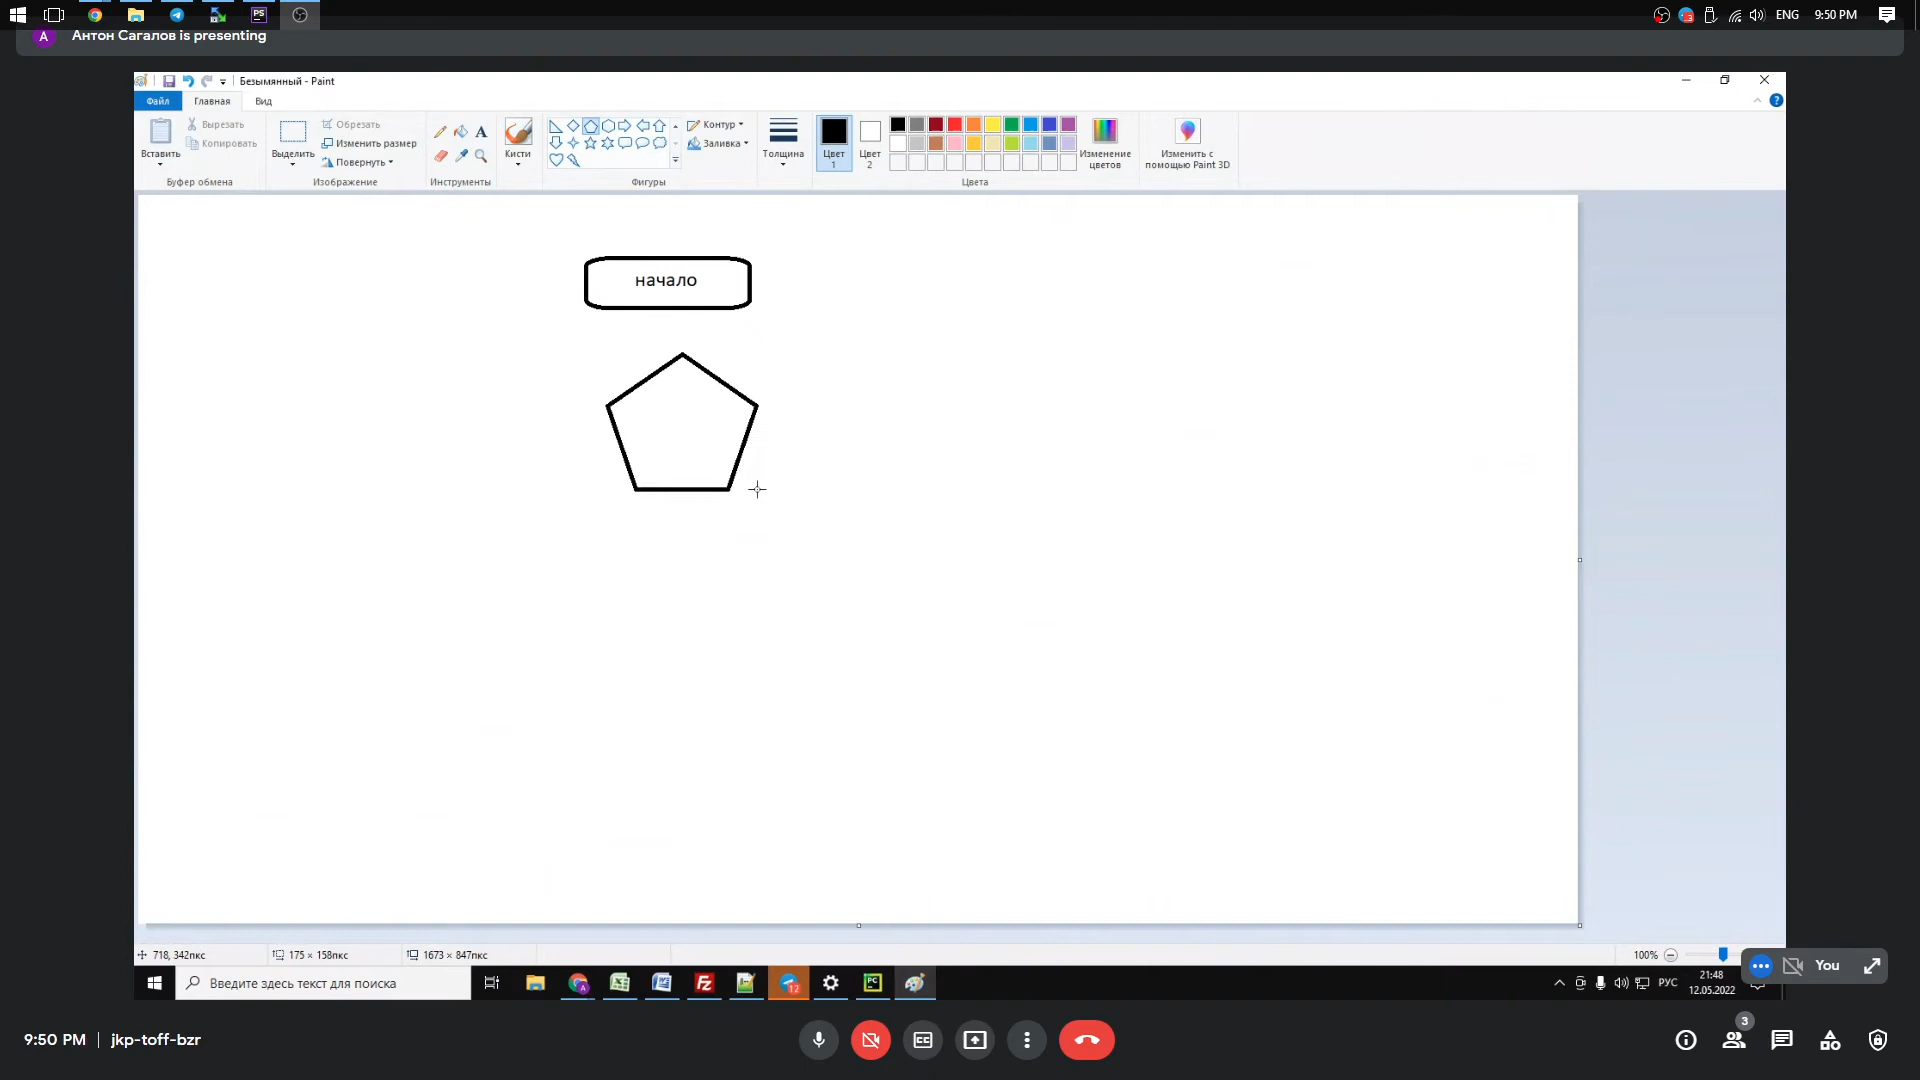 ENG 9:50 PM
Антон Сагалов is presenting
Безымянный - Paint
Файл Главная Вид
Вставить
Вырезать
Копировать
Буфер обмена
Выделить
Обрезать
Изменить размер
Повернуть
Изображение
Инструменты
Кисти
Фигуры
Контур
Заливка
Толщина
Цвет
1
Цвет
2
Цвета
Изменение
цветов
Изменить с
помощью Paint 3D
начало
718, 342пкс
175 × 158пкс
1673 × 847пкс
100%
Введите здесь текст для поиска
12
РУС
21:48
12.05.2022
You
9:50 PM
jkp-toff-bzr
3